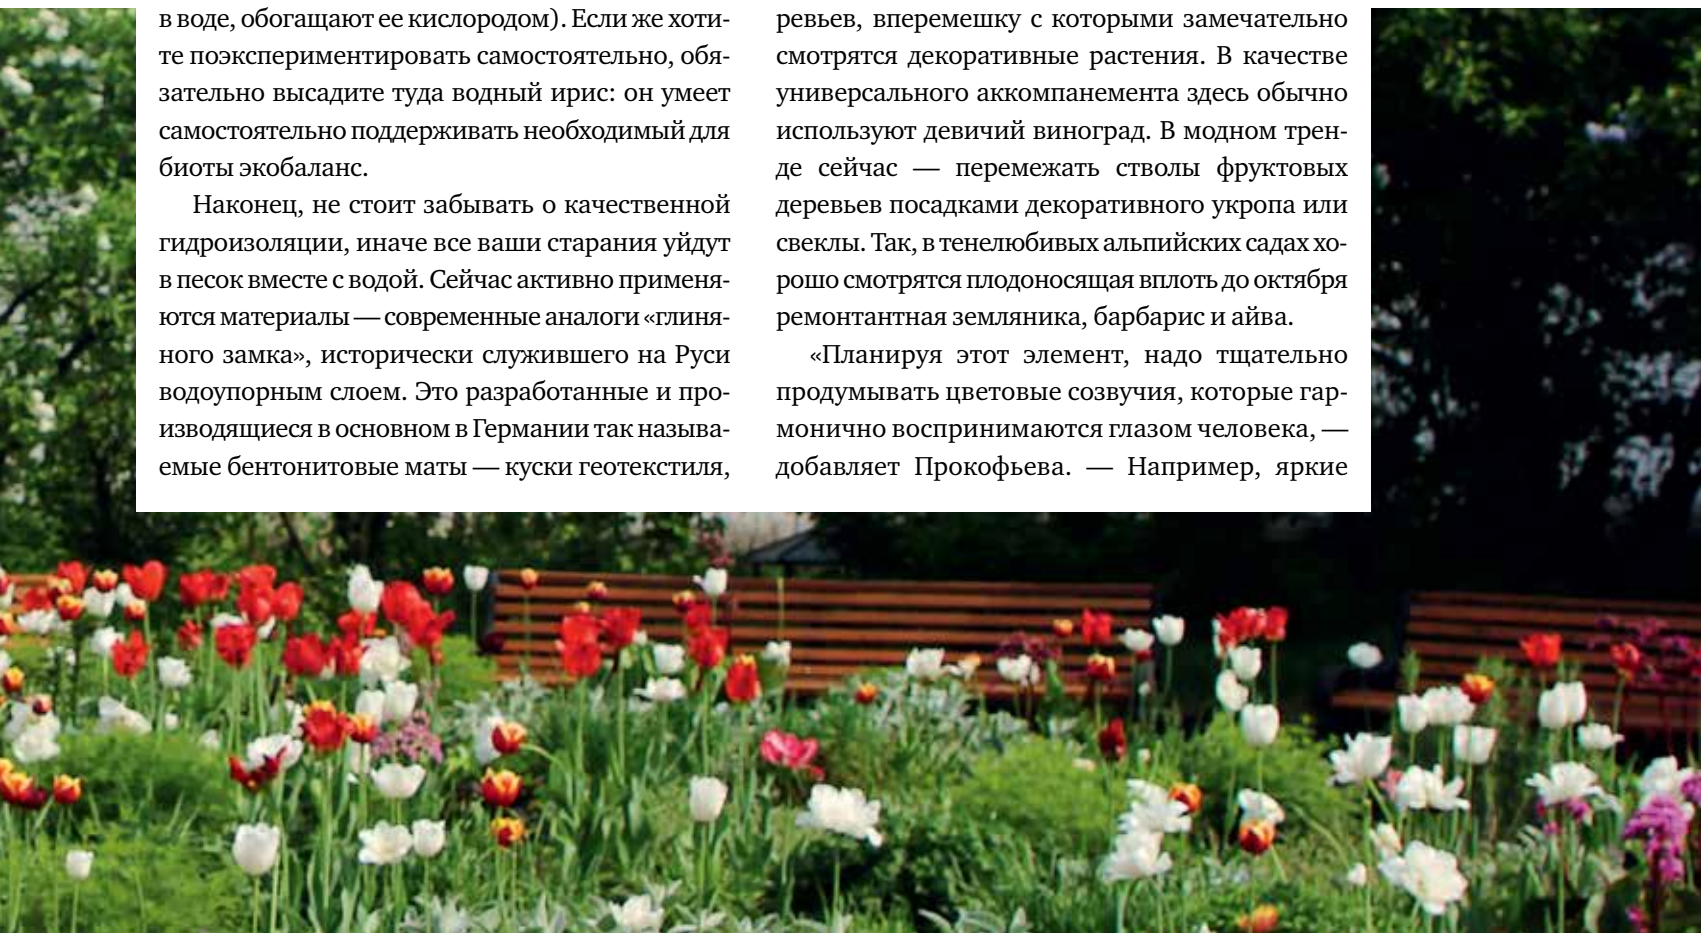 в воде, обогащают ее кислородом). Если же хоти-
те поэкспериментировать самостоятельно, обя-
зательно высадите туда водный ирис: он умеет
самостоятельно поддерживать необходимый для
биоты экобаланс.
Наконец, не стоит забывать о качественной
гидроизоляции, иначе все ваши старания уйдут
в песок вместе с водой. Сейчас активно применя-
ются материалы — современные аналоги «глиня-
ного замка», исторически служившего на Руси
водоупорным слоем. Это разработанные и про-
изводящиеся в основном в Германии так называ-
емые бентонитовые маты — куски геотекстиля,
ревьев, вперемешку с которыми замечательно
смотрятся декоративные растения. В качестве
универсального аккомпанемента здесь обычно
используют девичий виноград. В модном трен-
де сейчас — перемежать стволы фруктовых
деревьев посадками декоративного укропа или
свеклы. Так, в тенелюбивых альпийских садах хо-
рошо смотрятся плодоносящая вплоть до октября
ремонтантная земляника, барбарис и айва.
«Планируя этот элемент, надо тщательно
продумывать цветовые созвучия, которые гар-
монично воспринимаются глазом человека, —
добавляет Прокофьева. — Например, яркие